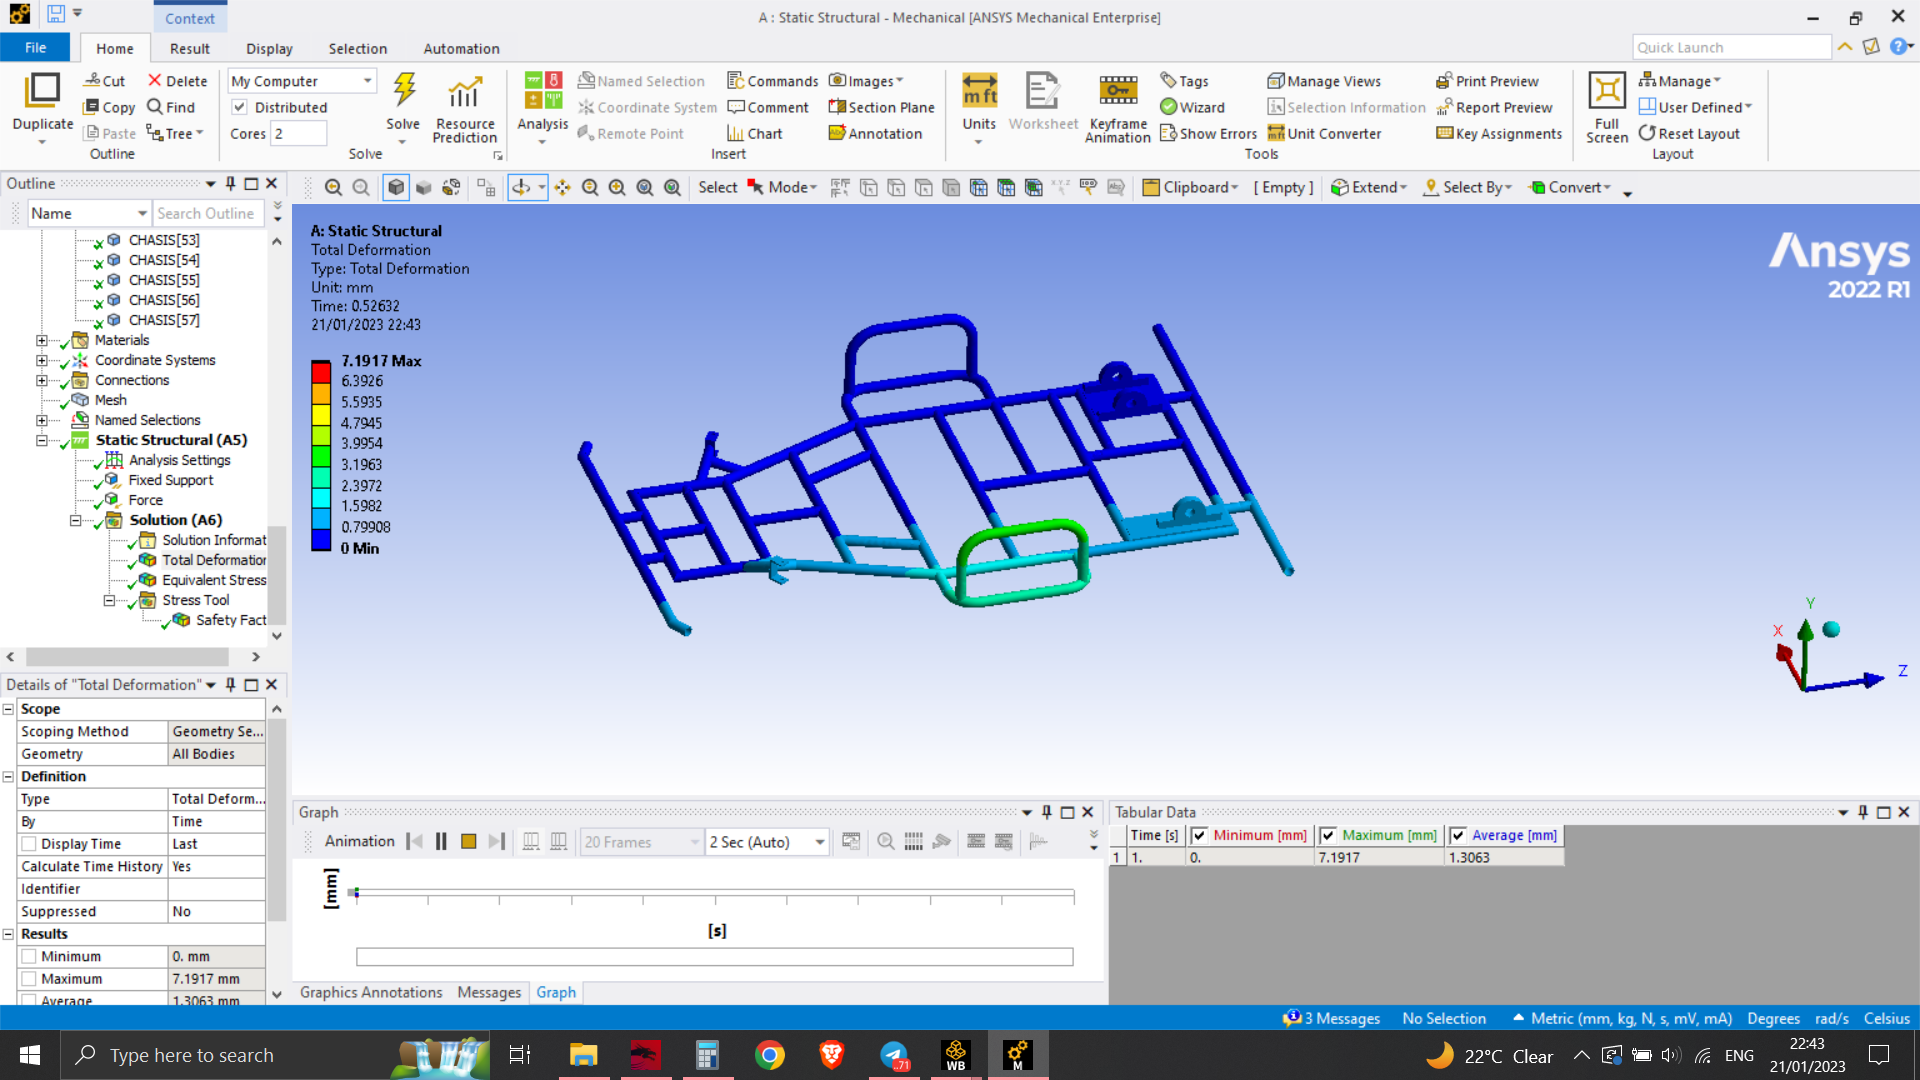 Context
A : Static Structural - Mechanical [ANSYS Mechanical Enterprise]
File
Home
Result
Display
Selection
Automation
Quick Launch
Duplicate
Cut
Delete
Copy
Find
Paste
Tree
Outline
My Computer
Distributed
Cores 2
Solve
Resource Prediction
Solve
Analysis
Named Selection
Commands
Images
Coordinate System
Comment
Section Plane
Remote Point
Chart
Annotation
Insert
mft
Units
Worksheet
Keyframe Animation
Tags
Wizard
Show Errors
Manage Views
Selection Information
Unit Converter
Print Preview
Report Preview
Key Assignments
Tools
Full Screen
Manage
User Defined
Reset Layout
Layout
Outline
Name
Search Outline
CHASIS[53]
CHASIS[54]
CHASIS[55]
CHASIS[56]
CHASIS[57]
Materials
Coordinate Systems
Connections
Mesh
Named Selections
Static Structural (A5)
Analysis Settings
Fixed Support
Force
Solution (A6)
Solution Informat
Total Deformation
Equivalent Stress
Stress Tool
Safety Fact
Select
Mode
Clipboard
[ Empty ]
Extend
Select By
Convert
A: Static Structural
Total Deformation
Type: Total Deformation
Unit: mm
Time: 0.52632
21/01/2023 22:43
7.1917 Max
6.3926
5.5935
4.7945
3.9954
3.1963
2.3972
1.5982
0.79908
0 Min
Ansys
2022 R1
Y
X
Z
Details of "Total Deformation"
Scope
Scoping Method Geometry Se...
Geometry All Bodies
Definition
Type Total Deform...
By Time
Display Time Last
Calculate Time History Yes
Identifier
Suppressed No
Results
Minimum 0. mm
Maximum 7.1917 mm
Average 1.3063 mm
Graph
Animation
20 Frames
2 Sec (Auto)
[mm]
[s]
Graphics Annotations
Messages
Graph
Tabular Data
Time [s] Minimum [mm] Maximum [mm] Average [mm]
1 1. 0. 7.1917 1.3063
3 Messages
No Selection
Metric (mm, kg, N, s, mV, mA)
Degrees
rad/s
Celsius
Type here to search
..71
WB
M
22°C Clear
ENG
22:43
21/01/2023